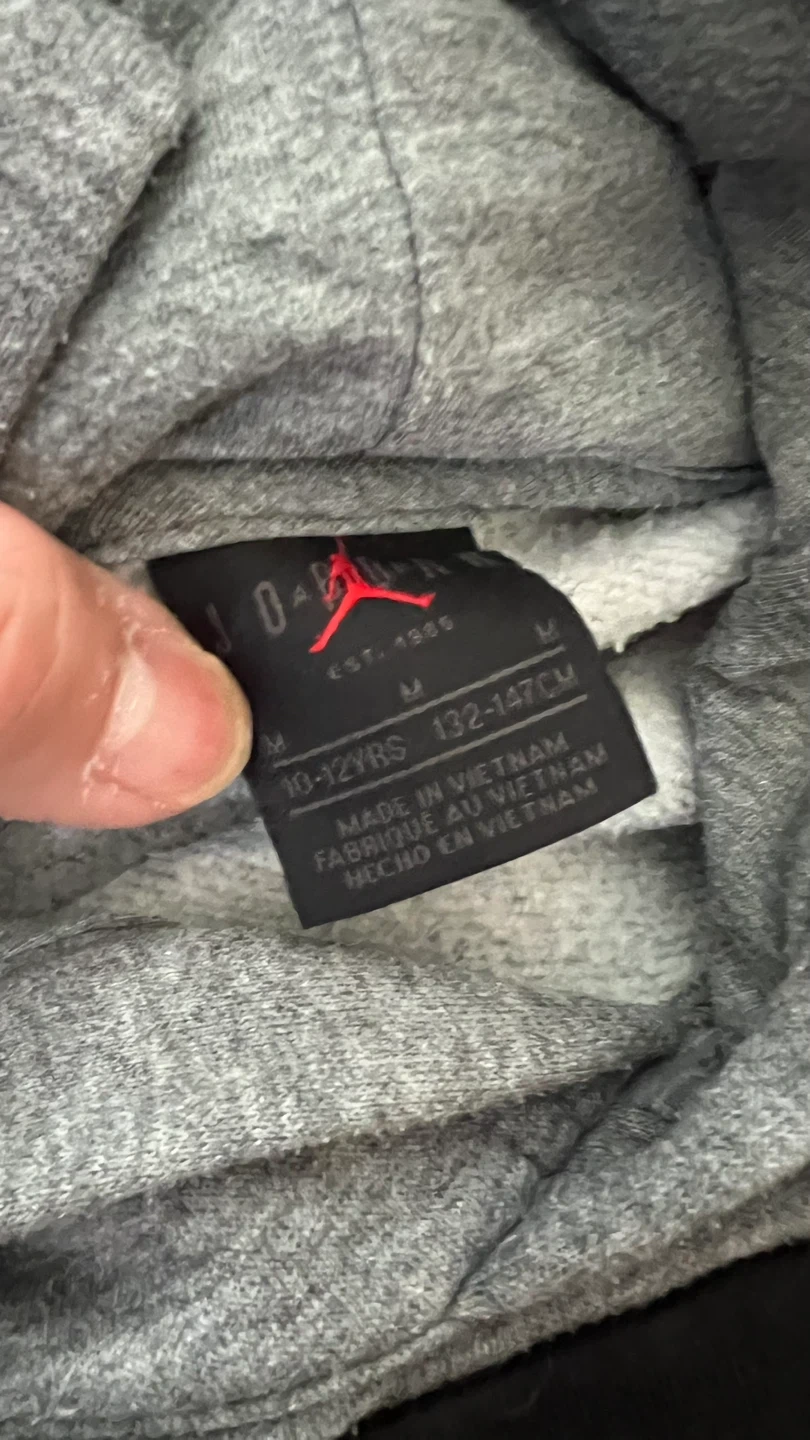 JORDAN
EST. 1985
M M M
10-12YRS 132-147CM
MADE IN VIETNAM
FABRIQUE AU VIETNAM
HECHO EN VIETNAM